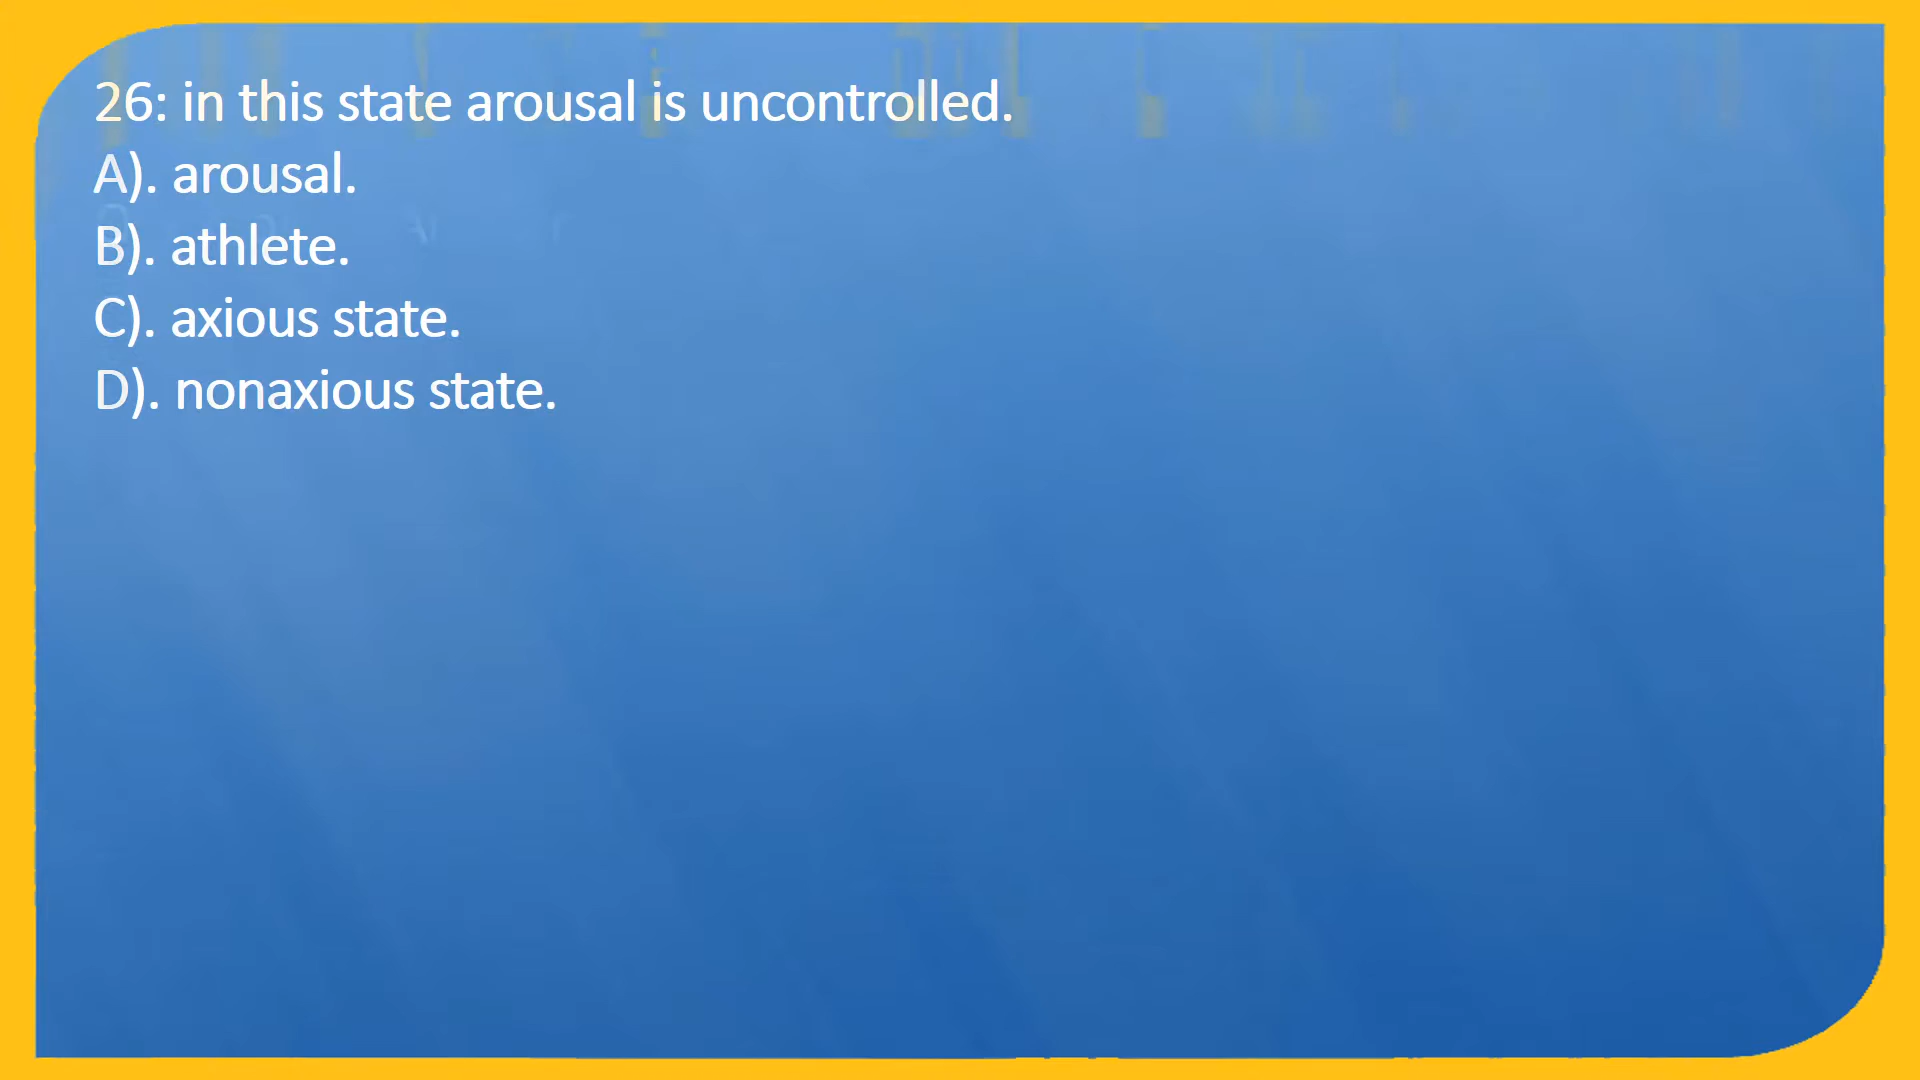 26: in this state arousal is uncontrolled.
A). arousal.
B). athlete.
C). axious state.
D). nonaxious state.